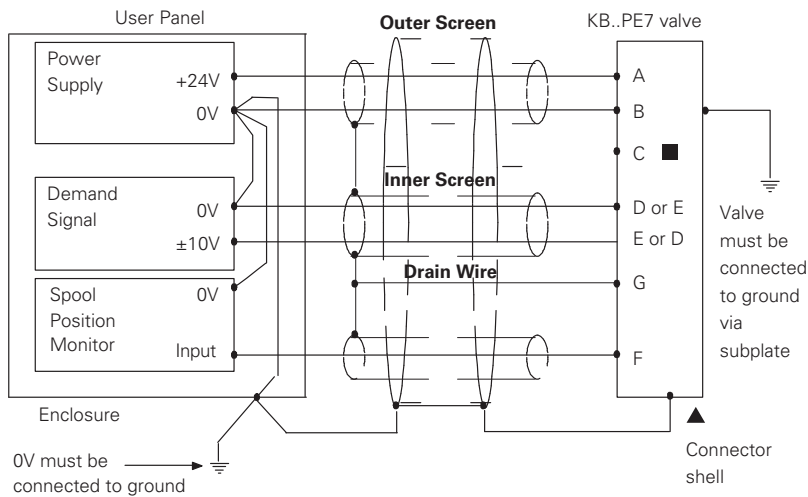 User Panel
Outer Screen
KB..PE7 valve
Power
Supply
+24V
0V
A
B
C
Inner Screen
Demand
Signal
0V
±10V
D or E
E or D
Valve
must be
connected
to ground
via
subplate
Drain Wire
Spool
Position
Monitor
0V
Input
G
F
Enclosure
Connector
shell
0V must be
connected to ground